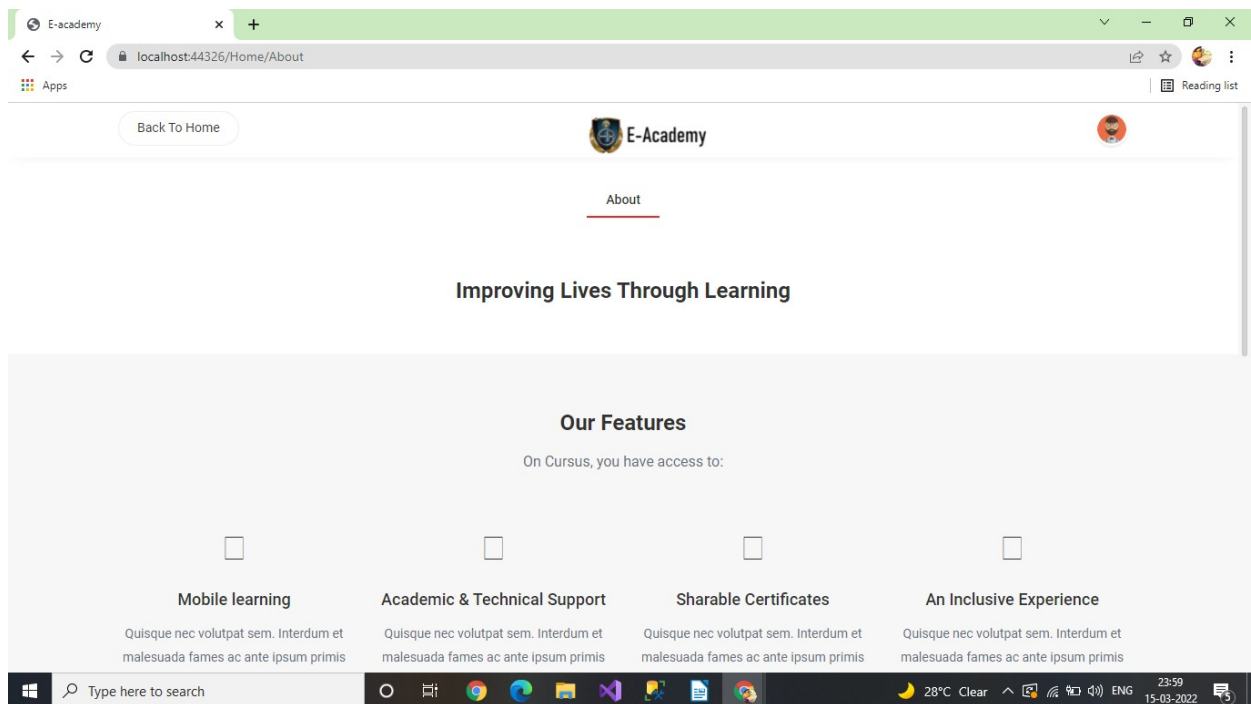 E-academy
localhost:44326/Home/About
Apps
Reading list
Back To Home
E-Academy
About
Improving Lives Through Learning
Our Features
On Cursus, you have access to:
Mobile learning
Quisque nec volutpat sem. Interdum et
malesuada fames ac ante ipsum primis
Academic & Technical Support
Quisque nec volutpat sem. Interdum et
malesuada fames ac ante ipsum primis
Sharable Certificates
Quisque nec volutpat sem. Interdum et
malesuada fames ac ante ipsum primis
An Inclusive Experience
Quisque nec volutpat sem. Interdum et
malesuada fames ac ante ipsum primis
Type here to search
28°C Clear
ENG
23:59
15-03-2022
5